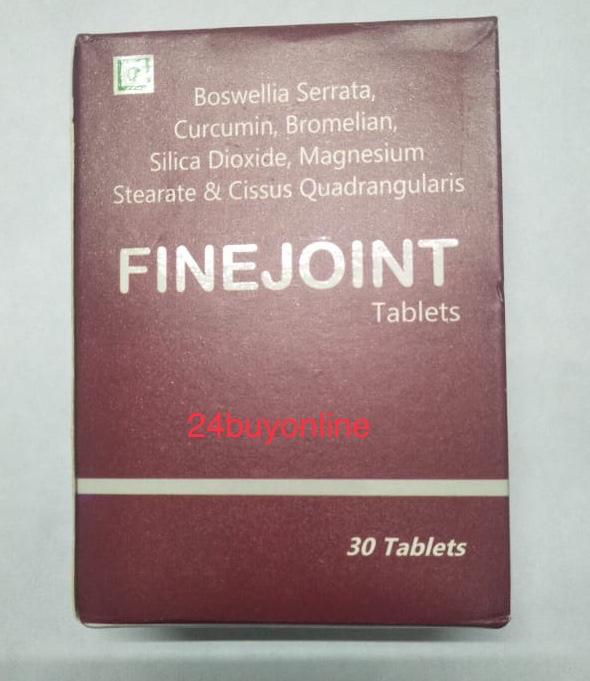 Boswellia Serrata,
Curcumin, Bromelian,
Silica Dioxide, Magnesium
Stearate & Cissus Quadrangularis
FINEJOINT
Tablets
24buyonline
30 Tablets